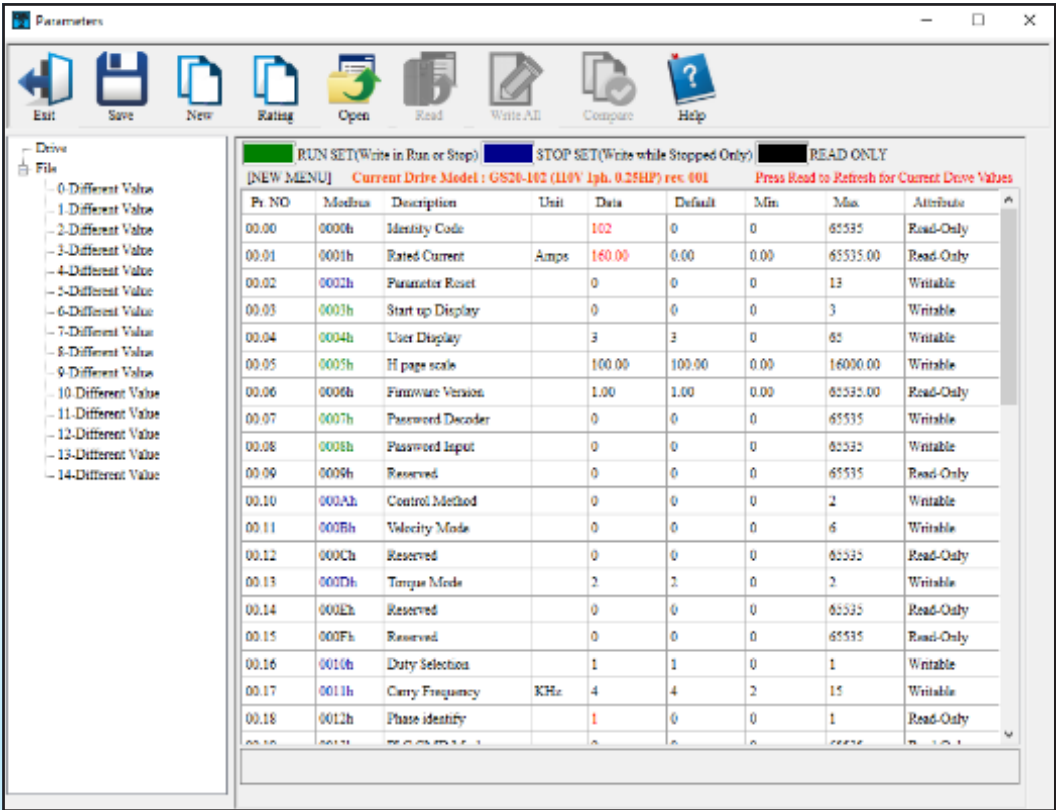 Parameters
Exit Save New Rating Open Read Write All Compare Help
Drive
File
0-Different Value
1-Different Value
2-Different Value
3-Different Value
4-Different Value
5-Different Value
6-Different Value
7-Different Value
8-Different Value
9-Different Value
10-Different Value
11-Different Value
12-Different Value
13-Different Value
14-Different Value
RUN SET(Write in Run or Stop) STOP SET(Write while Stopped Only) READ ONLY
[NEW MENU] Current Drive Model : GS20-102 (110V 1ph. 0.25HP) rev. 001 Press Read to Refresh for Current Drive Values
Pr. NO Modbus Description Unit Data Default Min Max Attribute
00.00 0000h Identity Code 102 0 0 65535 Read-Only
00.01 0001h Rated Current Amps 160.00 0.00 0.00 65535.00 Read-Only
00.02 0002h Parameter Reset 0 0 0 13 Writable
00.03 0003h Start up Display 0 0 0 3 Writable
00.04 0004h User Display 3 3 0 65 Writable
00.05 0005h H page scale 100.00 100.00 0.00 16000.00 Writable
00.06 0006h Firmware Version 1.00 1.00 0.00 65535.00 Read-Only
00.07 0007h Password Decoder 0 0 0 65535 Writable
00.08 0008h Password Input 0 0 0 65535 Writable
00.09 0009h Reserved 0 0 0 65535 Read-Only
00.10 000Ah Control Method 0 0 0 2 Writable
00.11 000Bh Velocity Mode 0 0 0 6 Writable
00.12 000Ch Reserved 0 0 0 65535 Read-Only
00.13 000Dh Torque Mode 2 2 0 2 Writable
00.14 000Eh Reserved 0 0 0 65535 Read-Only
00.15 000Fh Reserved 0 0 0 65535 Read-Only
00.16 0010h Duty Selection 1 1 0 1 Writable
00.17 0011h Carry Frequency KHz 4 4 2 15 Writable
00.18 0012h Phase identify 1 0 0 1 Read-Only